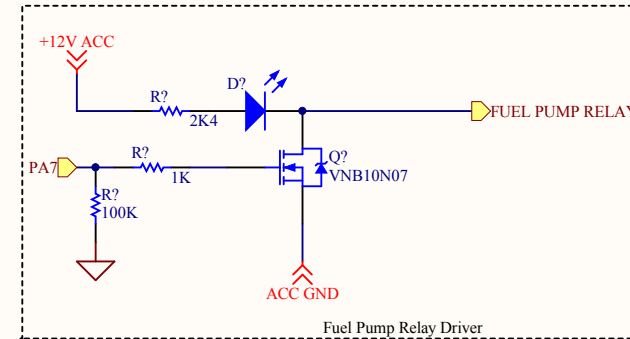 +12V ACC
D?
R?
2K4
FUEL PUMP RELAY
R?
Q?
PA7
1K
VNB10N07
R?
100K
ACC GND
Fuel Pump Relay Driver